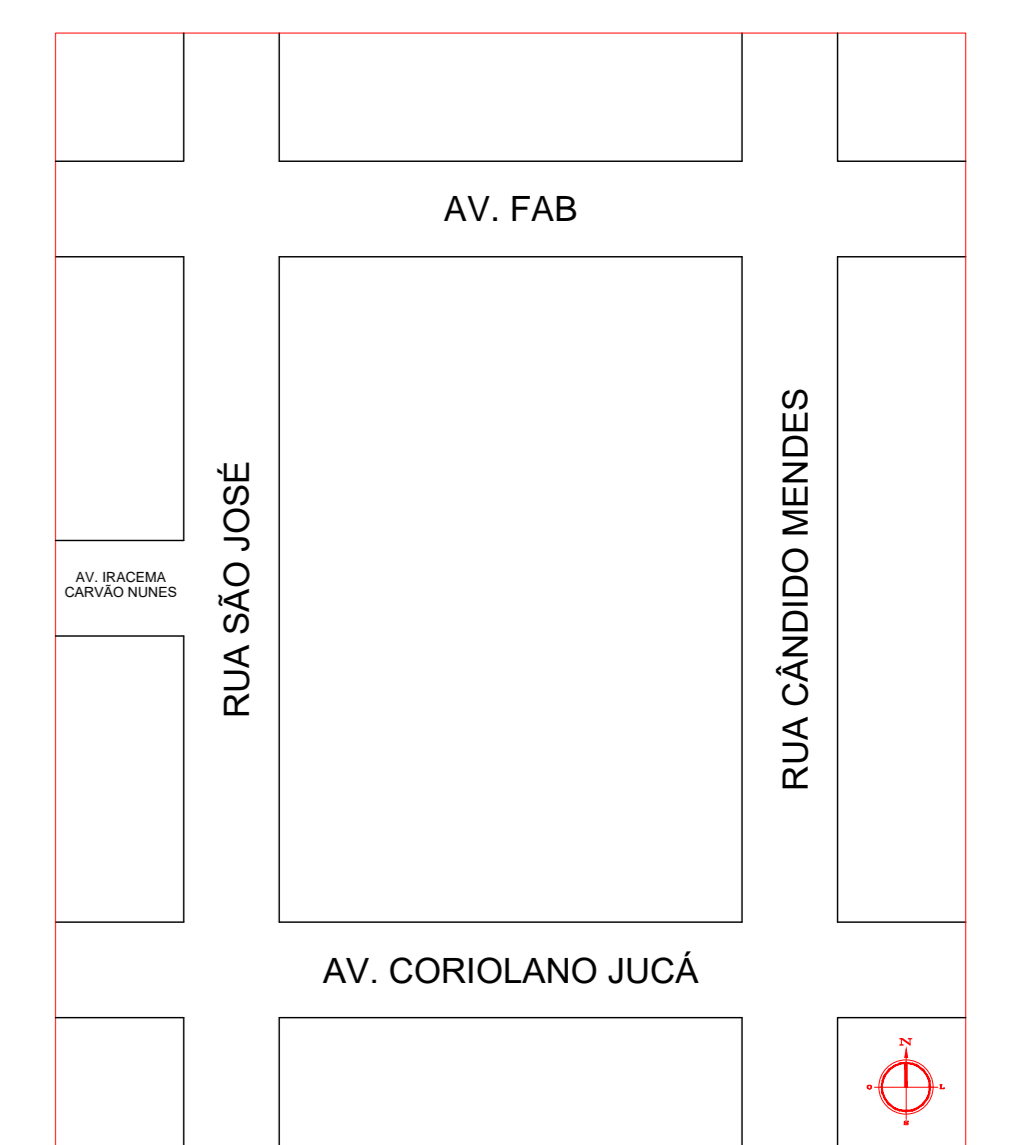 AV. FAB
RUA SÃO JOSÉ
RUA CÂNDIDO MENDES
AV. IRACEMA
CARVÃO NUNES
AV. CORIOLANO JUCÁ
N
O
L
S